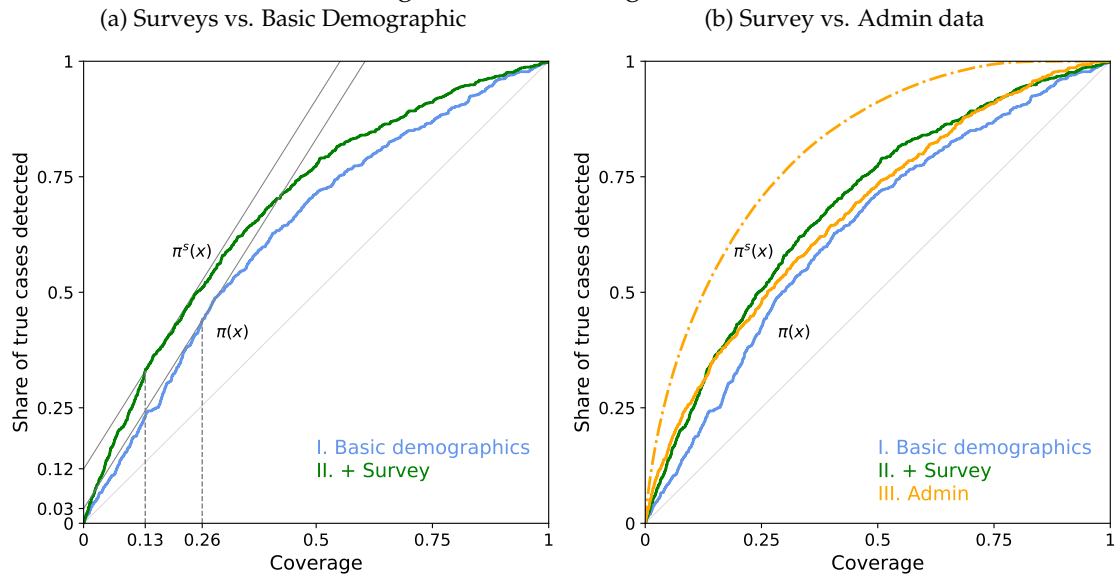 (a) Surveys vs. Basic Demographic
1
0.75
0.5
0.25
0.12
0.03
0
Share of true cases detected
πˢ(x)
π(x)
I. Basic demographics
II. + Survey
0 0.13 0.26 0.5 0.75 1
Coverage
(b) Survey vs. Admin data
1
0.75
0.5
0.25
0
Share of true cases detected
πˢ(x)
π(x)
I. Basic demographics
II. + Survey
III. Admin
0 0.25 0.5 0.75 1
Coverage